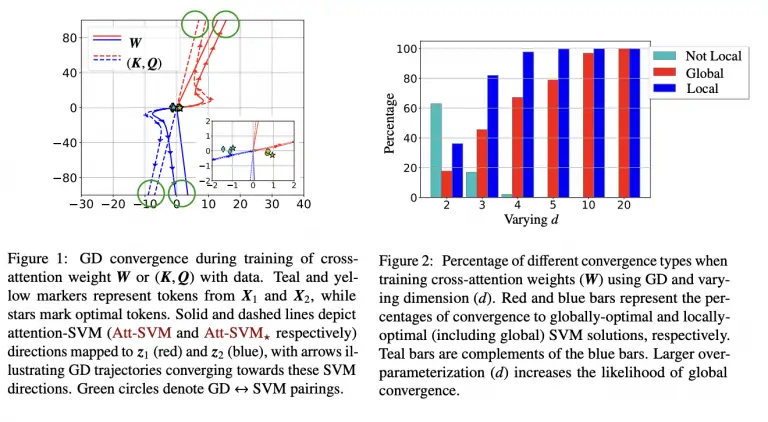 80
40
0
−40
−80
W
(K, Q)
2
1
0
−1
−2
−2 −1 0 1 2
−30 −20 −10 0 10 20 30 40
100
80
60
40
20
0
Percentage
Not Local
Global
Local
2 3 4 5 10 20
Varying d
Figure 1: GD convergence during training of cross-
attention weight W or (K, Q) with data. Teal and yel-
low markers represent tokens from X1 and X2, while
stars mark optimal tokens. Solid and dashed lines depict
attention-SVM (Att-SVM and Att-SVM⋆ respectively)
directions mapped to z1 (red) and z2 (blue), with arrows il-
lustrating GD trajectories converging towards these SVM
directions. Green circles denote GD ↔ SVM pairings.
Figure 2: Percentage of different convergence types when
training cross-attention weights (W) using GD and vary-
ing dimension (d). Red and blue bars represent the per-
centages of convergence to globally-optimal and locally-
optimal (including global) SVM solutions, respectively.
Teal bars are complements of the blue bars. Larger over-
parameterization (d) increases the likelihood of global
convergence.